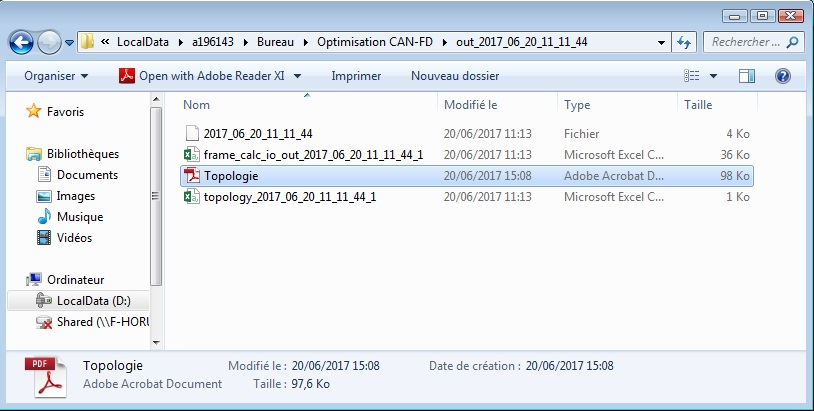 « LocalData ▸ a196143 ▸ Bureau ▸ Optimisation CAN-FD ▸ out_2017_06_20_11_11_44
Rechercher ...
Organiser Open with Adobe Reader XI Imprimer Nouveau dossier
Favoris
Bibliothèques
Documents
Images
Musique
Vidéos
Ordinateur
LocalData (D:)
Shared (\\F-HORU
Nom Modifié le Type Taille
2017_06_20_11_11_44 20/06/2017 11:13 Fichier 4 Ko
frame_calc_io_out_2017_06_20_11_11_44_1 20/06/2017 11:13 Microsoft Excel C... 36 Ko
Topologie 20/06/2017 15:08 Adobe Acrobat D... 98 Ko
topology_2017_06_20_11_11_44_1 20/06/2017 11:13 Microsoft Excel C... 1 Ko
PDF
Topologie Modifié le : 20/06/2017 15:08 Date de création : 20/06/2017 15:08
Adobe Acrobat Document Taille : 97,6 Ko